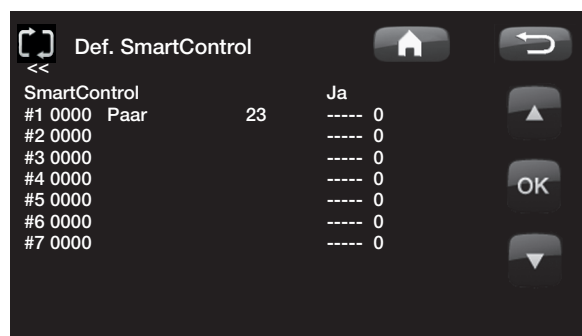 Def. SmartControl
<<
SmartControl Ja
#1 0000 Paar 23 ----- 0
#2 0000 ----- 0
#3 0000 ----- 0
#4 0000 ----- 0
#5 0000 ----- 0
#6 0000 ----- 0
#7 0000 ----- 0
OK